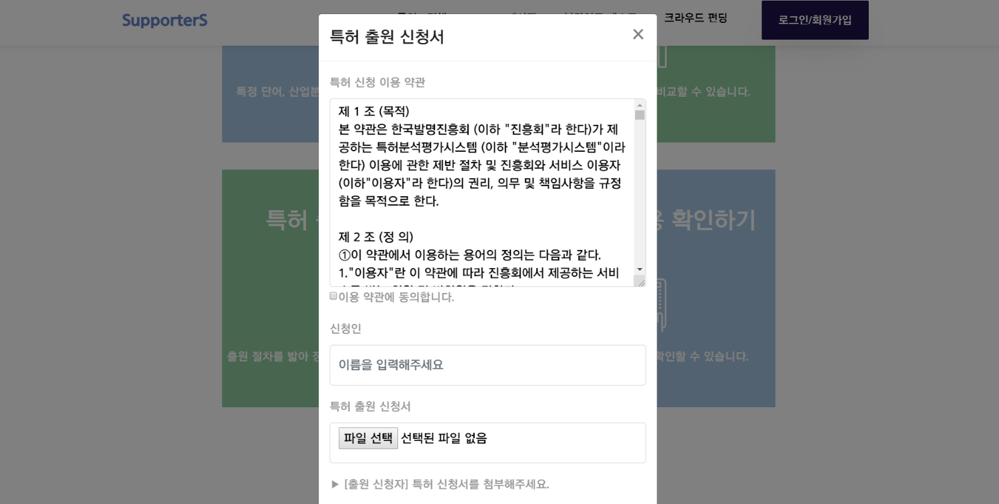 SupporterS
크라우드 펀딩
로그인/회원가입
특허 출원 신청서
특정 단어,
비교할 수 있습니다.
특허 신청 이용 약관
제 1 조 (목적)
본 약관은 한국발명진흥회 (이하 "진흥회"라 한다)가 제
공하는 특허분석평가시스템 (이하 "분석평가시스템"이라
한다) 이용에 관한 제반 절차 및 진흥회와 서비스 이용자
(이하"이용자"라 한다)의 권리, 의무 및 책임사항을 규정
함을 목적으로 한다.
제 2 조 (정 의)
①이 약관에서 이용하는 용어의 정의는 다음과 같다.
1."이용자"란 이 약관에 따라 진흥회에서 제공하는 서비
특허
확인하기
이용 약관에 동의합니다.
신청인
이름을 입력해주세요
출원 절차를 밟아
확인할 수 있습니다.
특허 출원 신청서
파일 선택 선택된 파일 없음
▶ [출원 신청자] 특허 신청서를 첨부해주세요.